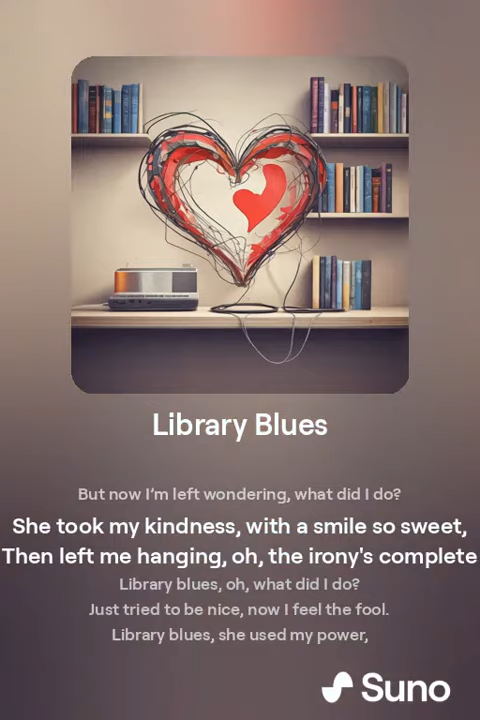 Library Blues
But now I’m left wondering, what did I do?
She took my kindness, with a smile so sweet,
Then left me hanging, oh, the irony's complete
Library blues, oh, what did I do?
Just tried to be nice, now I feel the fool.
Library blues, she used my power,
Suno